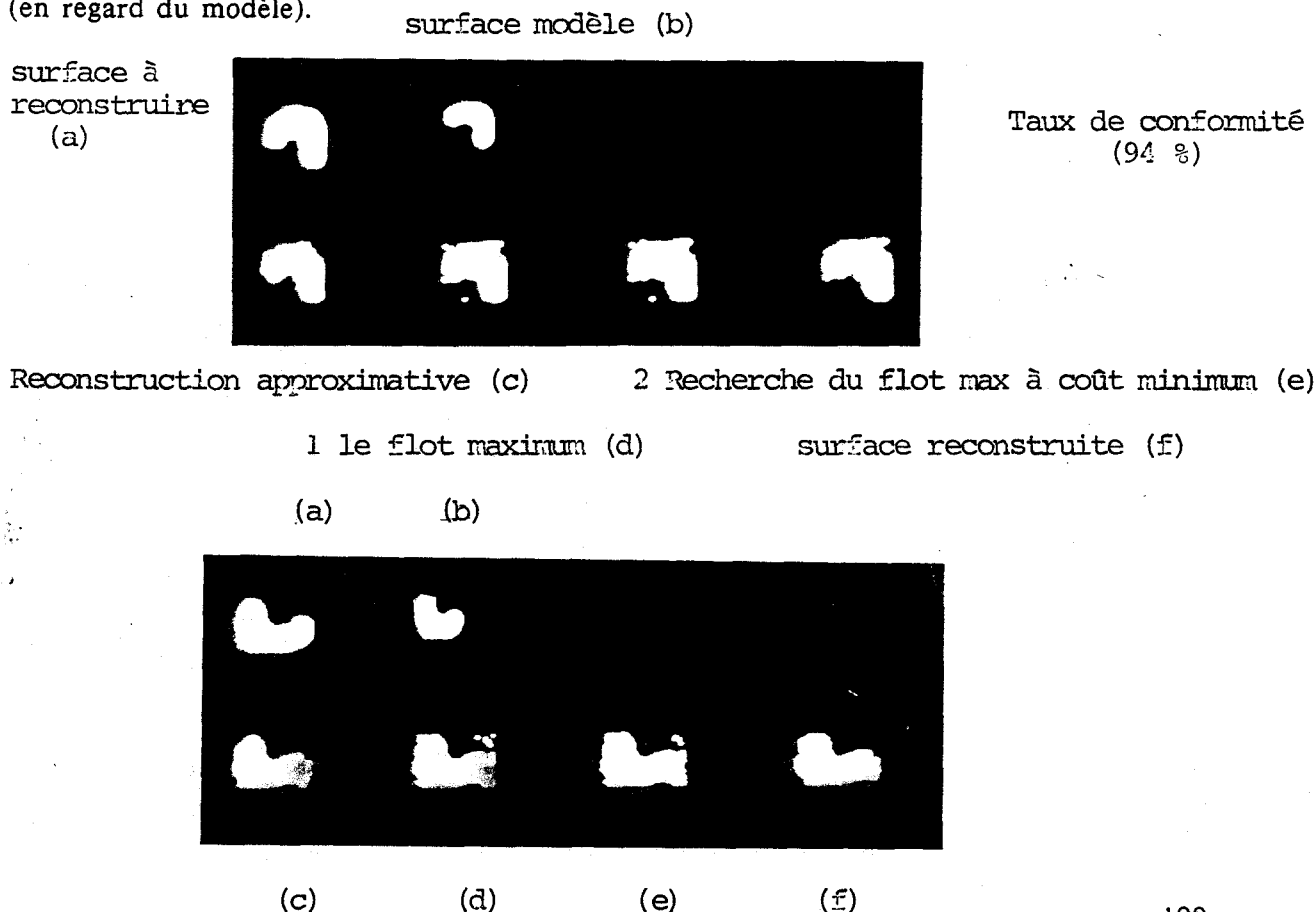 (en regard du modèle).
surface modèle (b)
surface à
reconstruire
(a)
Taux de conformité
(94 %)
Reconstruction approximative (c) 2 Recherche du flot max à coût minimum (e)
1 le flot maximum (d) surface reconstruite (f)
(a) (b)
(c) (d) (e) (f)